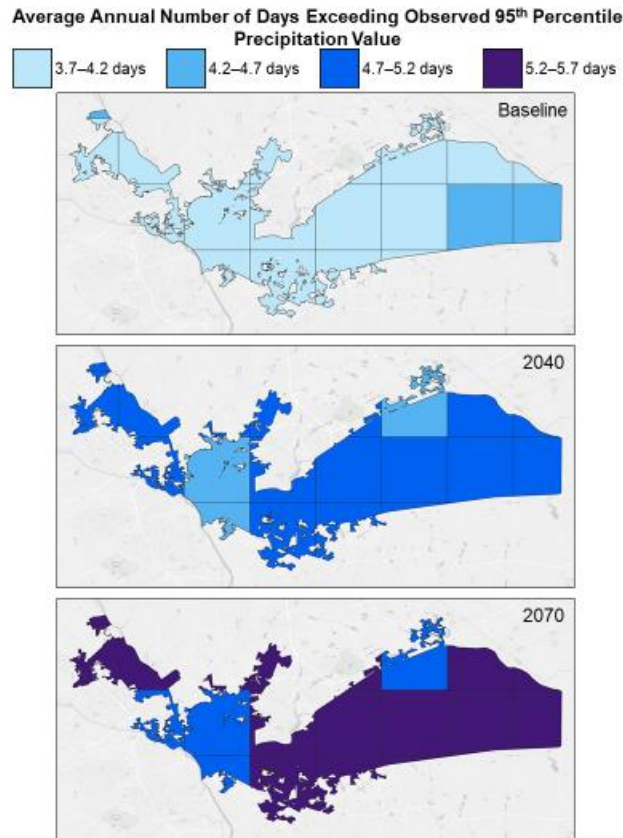 Average Annual Number of Days Exceeding Observed 95th Percentile
Precipitation Value
3.7–4.2 days 4.2–4.7 days 4.7–5.2 days 5.2–5.7 days
Baseline
2040
2070